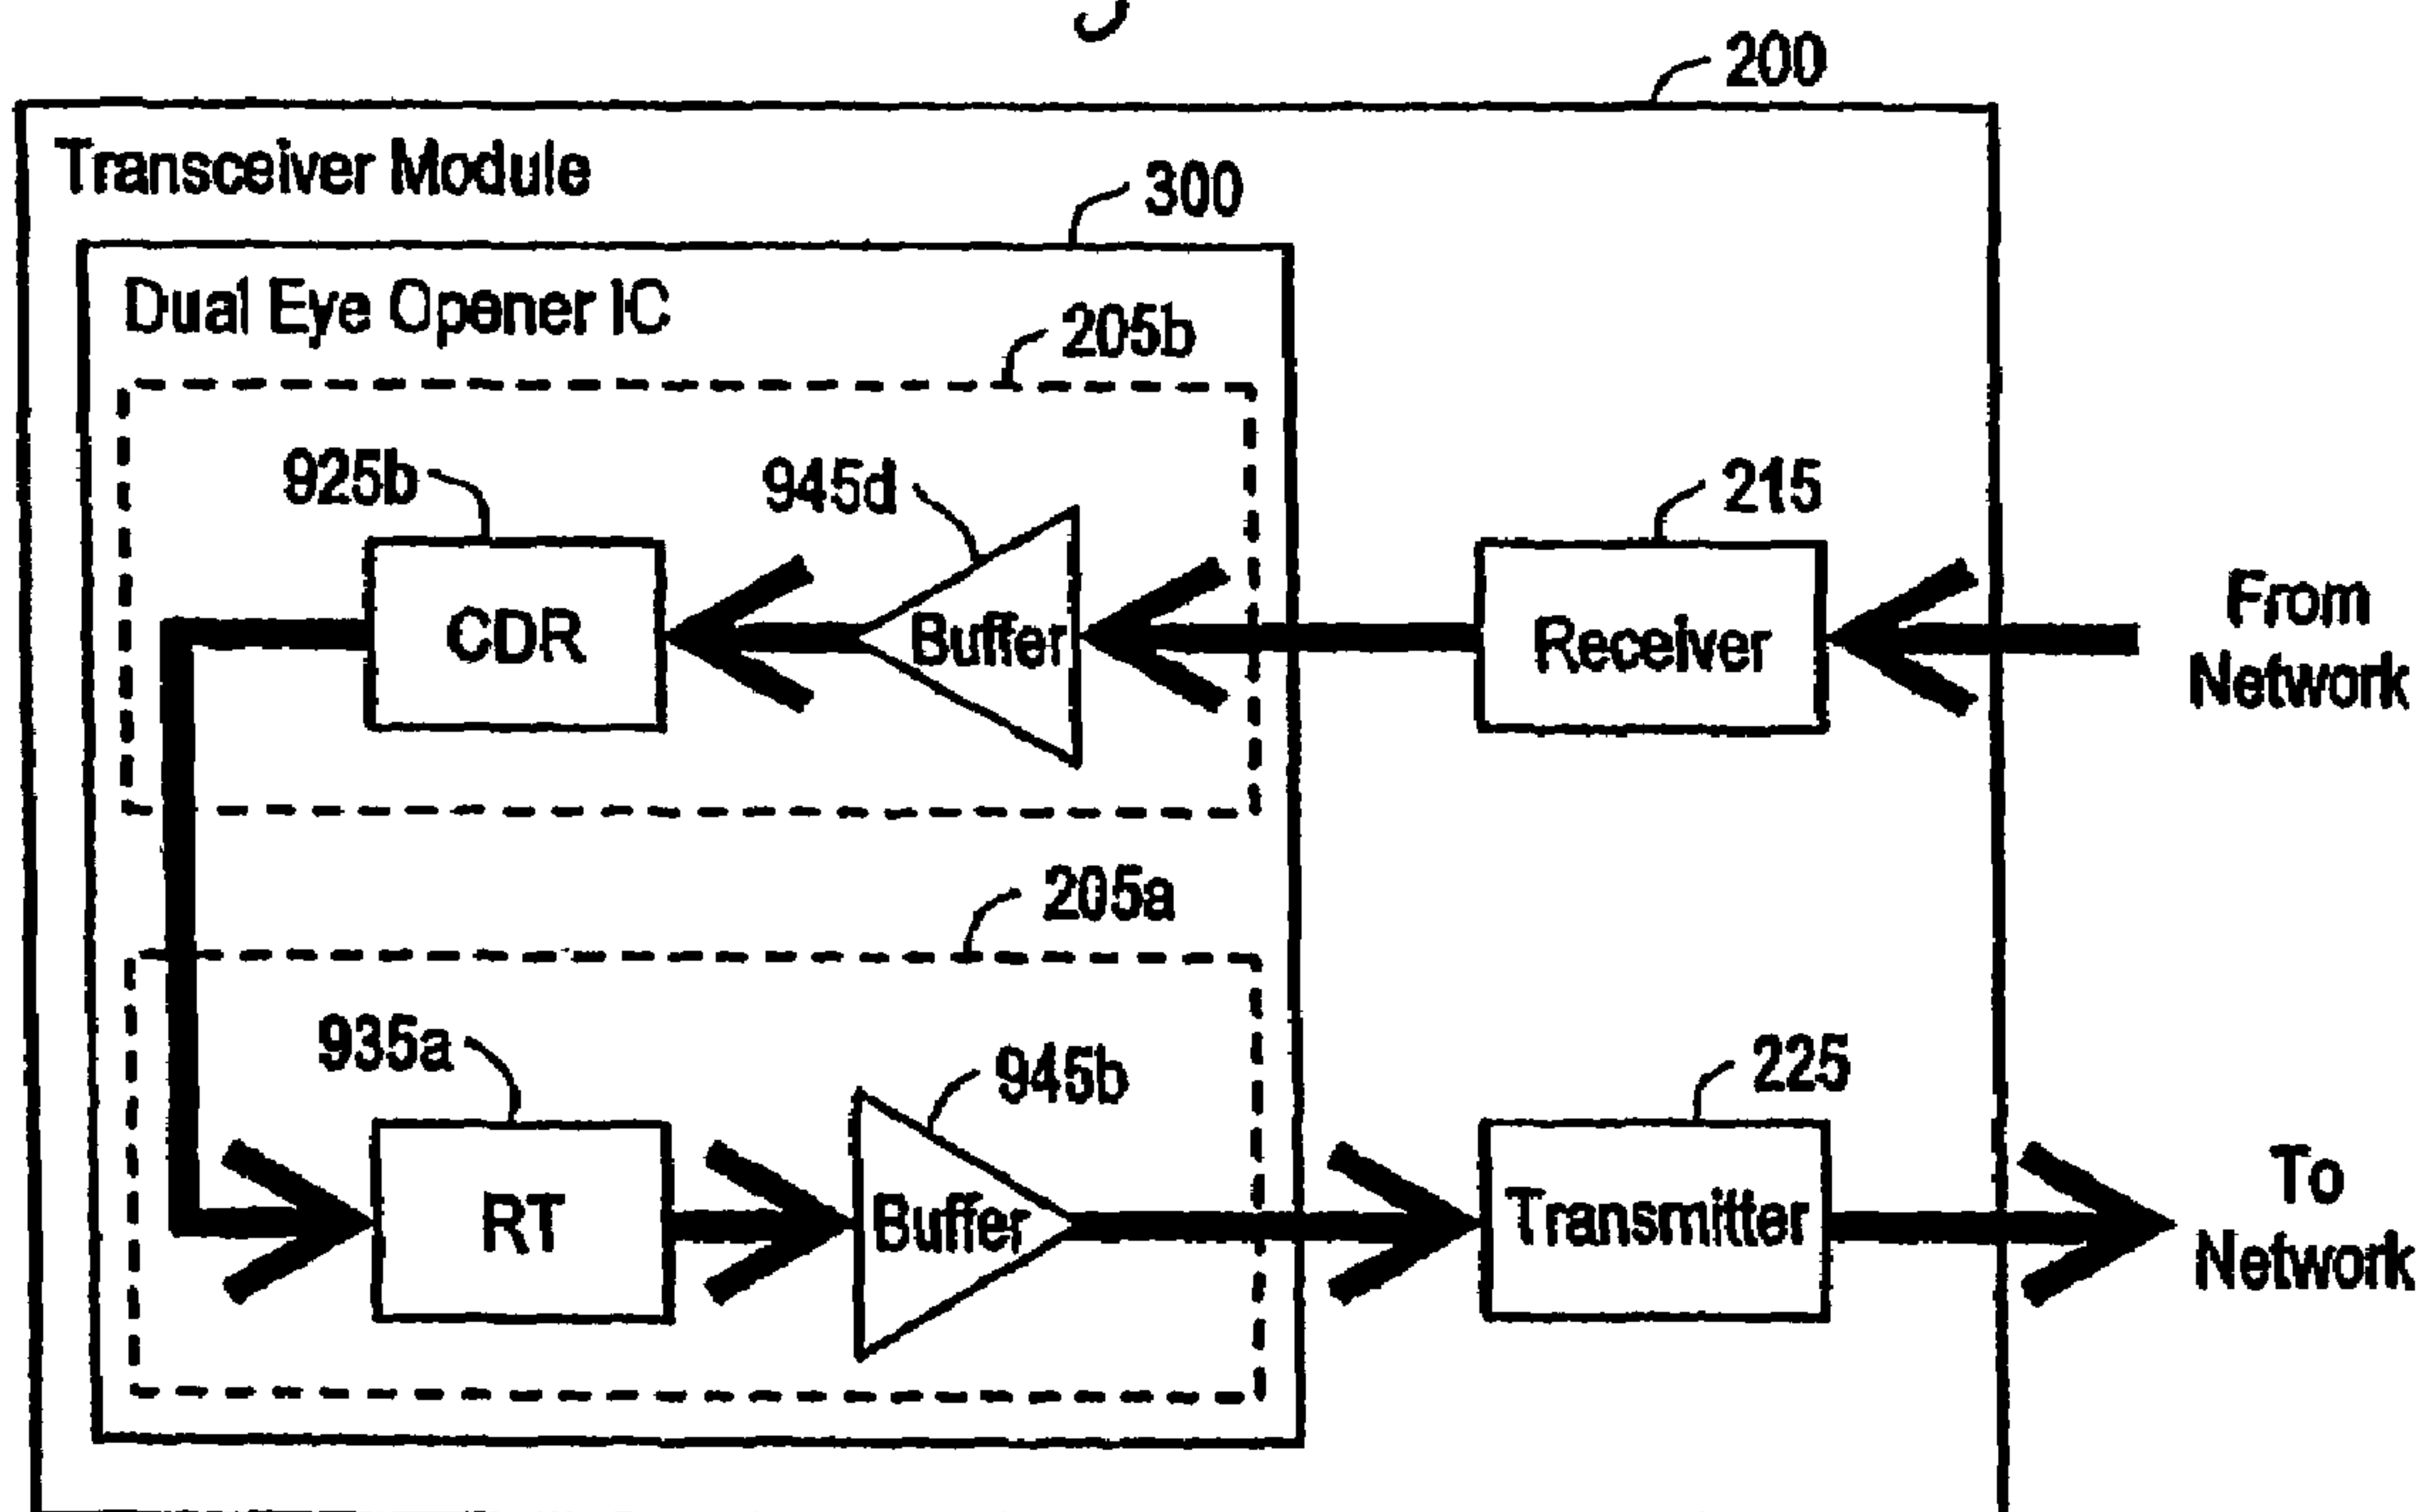 200
Transceiver Module
300
Dual Eye Opener IC
205b
925b
945d
215
CDR
Buffer
Receiver
From
Network
205a
935a
945b
225
RT
Buffer
Transmitter
To
Network